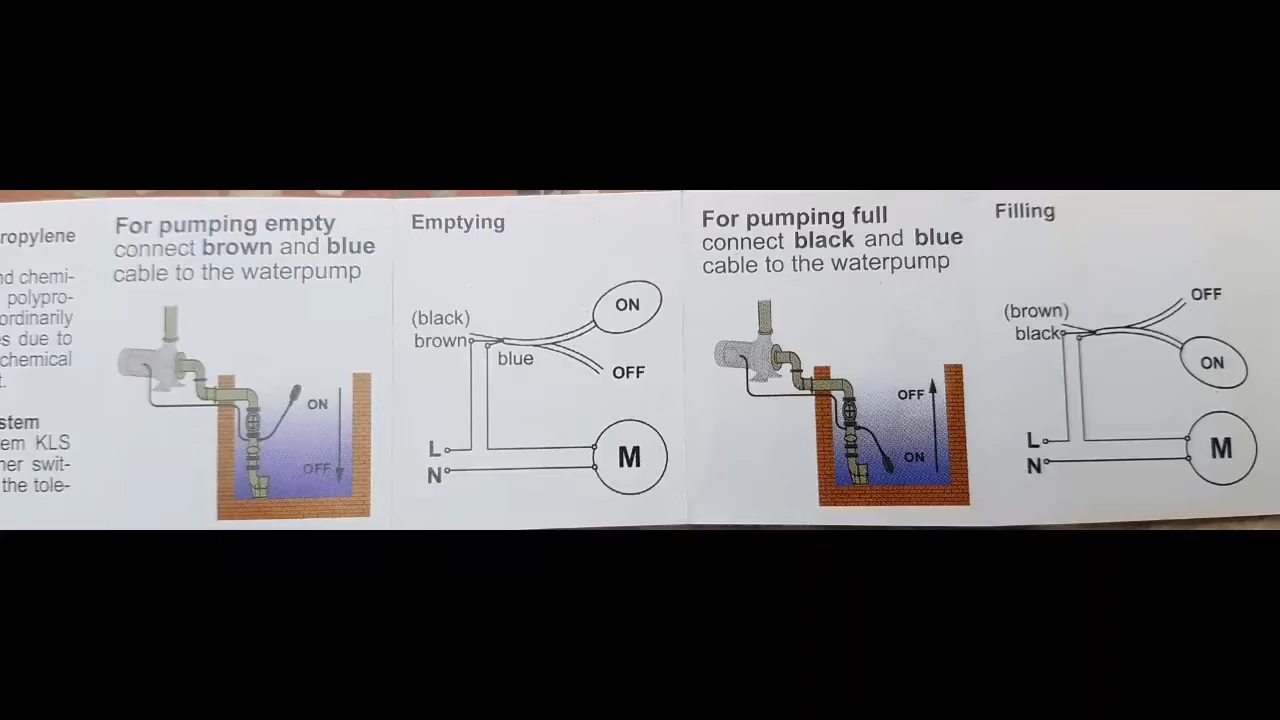 ropylene
nd chemi-
polypro-
ordinarily
s due to
chemical
t.
stem
em KLS
her swit-
the tole-
For pumping empty
connect brown and blue
cable to the waterpump
ON
OFF
Emptying
ON
(black)
brown
blue
OFF
L
N
M
For pumping full
connect black and blue
cable to the waterpump
OFF
ON
Filling
OFF
(brown)
black
ON
L
N
M